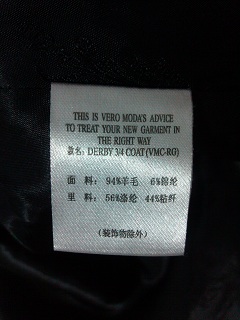 THIS IS VERO MODA'S ADVICE
TO TREAT YOUR NEW GARMENT IN
THE RIGHT WAY
款名: DERBY 3/4 COAT (VMC-RG)
面 料: 94%羊毛 6%锦纶
里 料: 56%涤纶 44%粘纤
(装饰物除外)